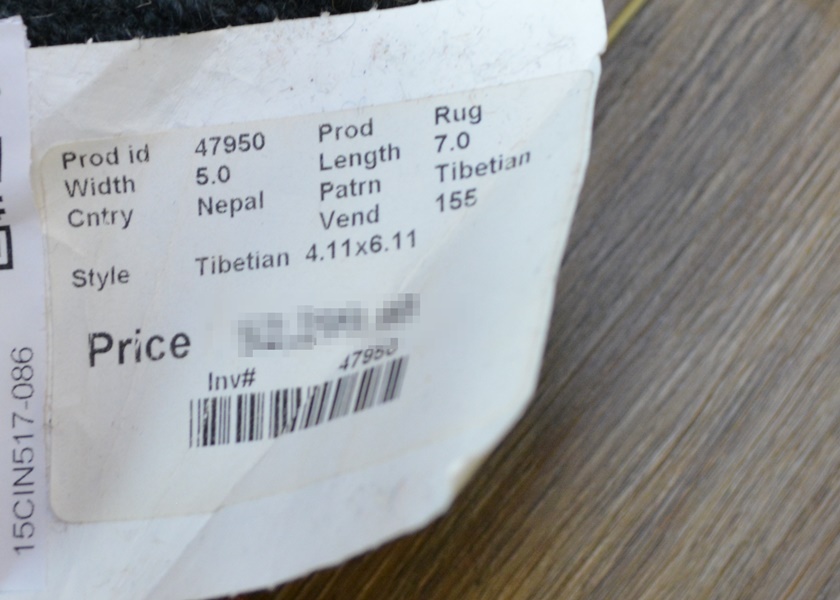 Prod id 47950 Prod Rug
Width 5.0 Length 7.0
Cntry Nepal Patrn Tibetian
Vend 155
Style Tibetian 4.11x6.11
Price
Inv# 47950
15CIN517-086